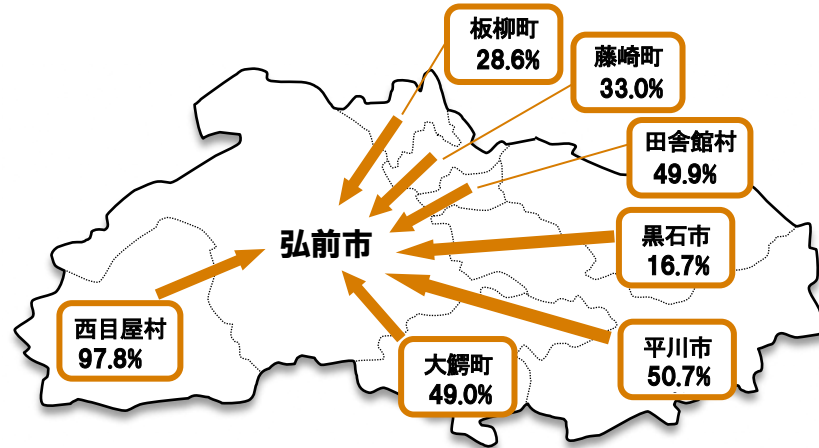 板柳町
28.6%
藤崎町
33.0%
田舎館村
49.9%
弘前市
黒石市
16.7%
西目屋村
97.8%
平川市
50.7%
大鰐町
49.0%